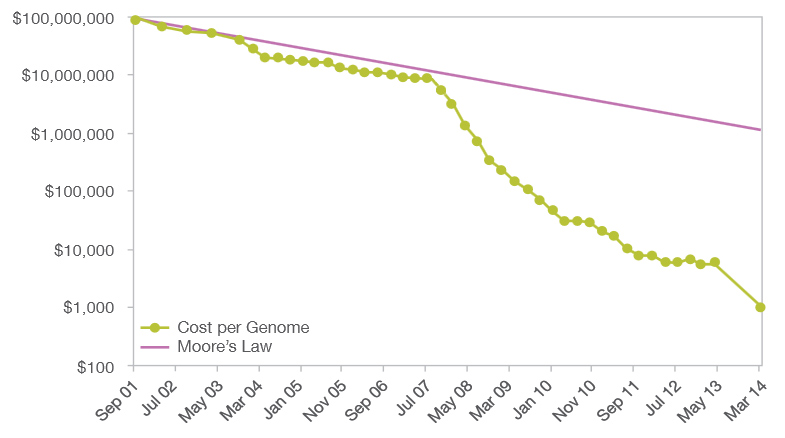 $100,000,000
$10,000,000
$1,000,000
$100,000
$10,000
$1,000
$100
Cost per Genome
Moore's Law
Sep 01
Jul 02
May 03
Mar 04
Jan 05
Nov 05
Sep 06
Jul 07
May 08
Mar 09
Jan 10
Nov 10
Sep 11
Jul 12
May 13
Mar 14